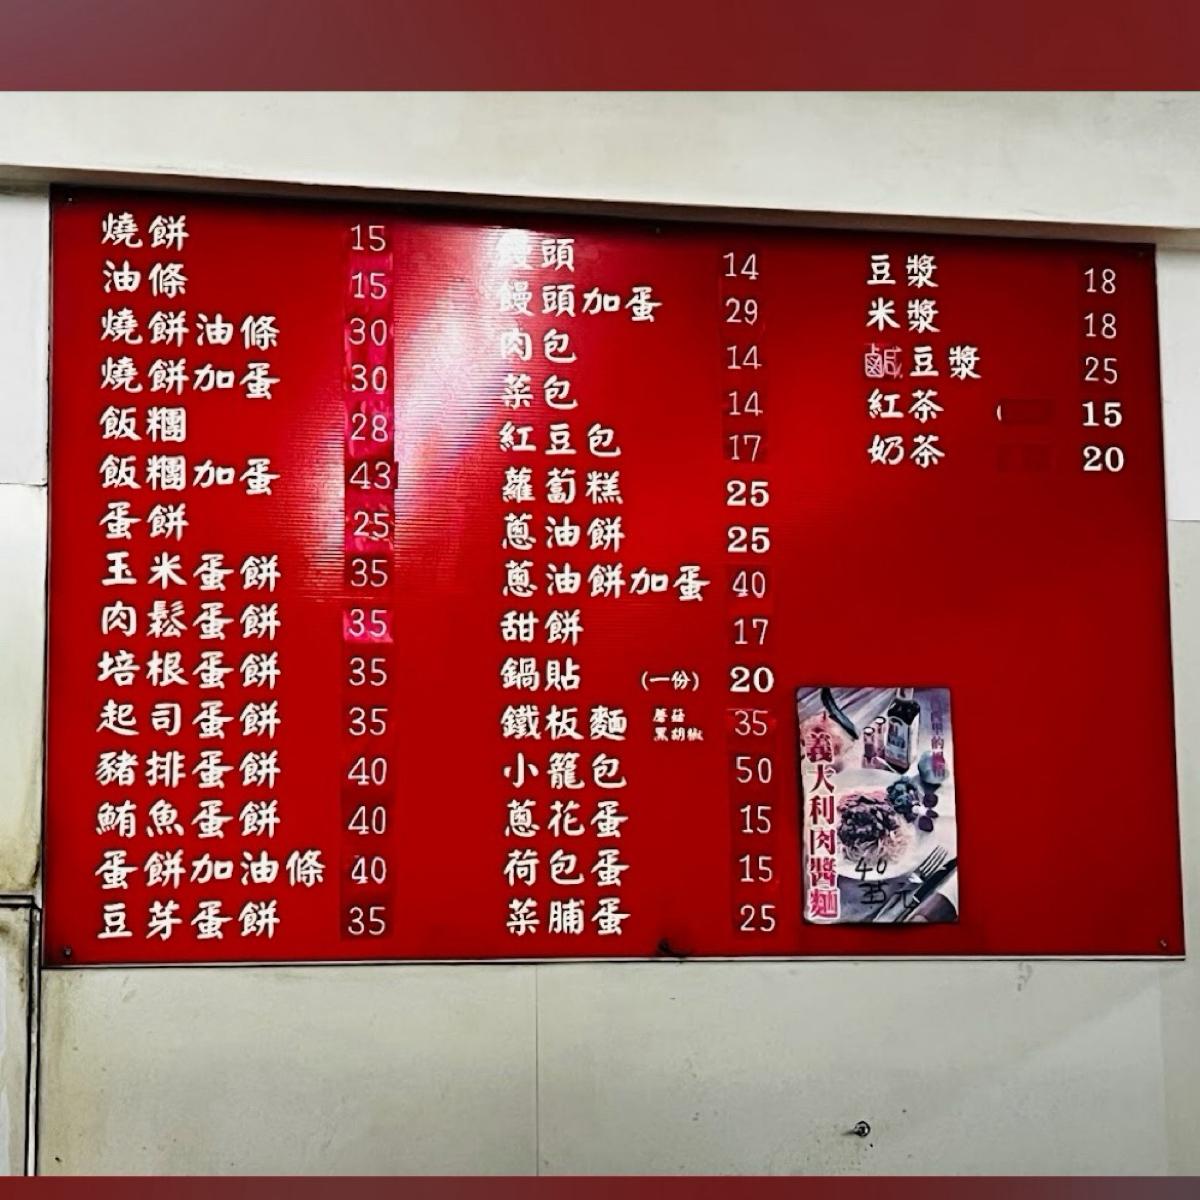 燒餅 15
油條 15
燒餅油條 30
燒餅加蛋 30
飯糰 28
飯糰加蛋 43
蛋餅 25
玉米蛋餅 35
肉鬆蛋餅 35
培根蛋餅 35
起司蛋餅 35
豬排蛋餅 40
鮪魚蛋餅 40
蛋餅加油條 40
豆芽蛋餅 35
饅頭 14
饅頭加蛋 29
肉包 14
菜包 14
紅豆包 17
蘿蔔糕 25
蔥油餅 25
蔥油餅加蛋 40
甜餅 17
鍋貼 (一份) 20
鐵板麵 蘑菇 黑胡椒 35
小籠包 50
蔥花蛋 15
荷包蛋 15
菜脯蛋 25
豆漿 18
米漿 18
鹹豆漿 25
紅茶 15
奶茶 20
義大利肉醬麵
40
35元